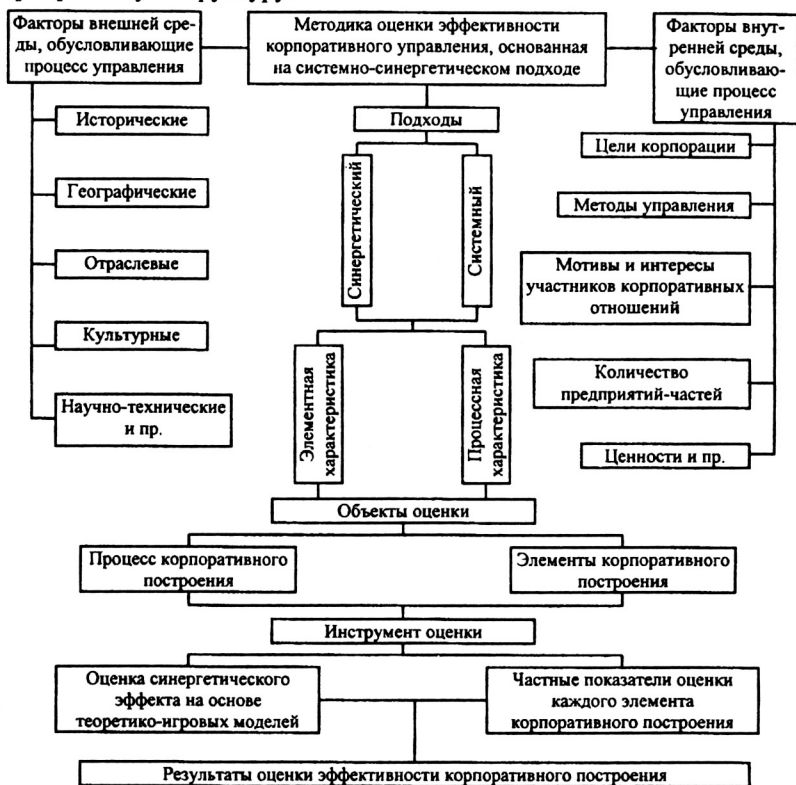 Факторы внешней сре-
ды, обусловливающие
процесс управления
Методика оценки эффективности
корпоративного управления, основанная
на системно-синергетическом подходе
Факторы внут-
ренней среды,
обусловливаю-
щие процесс
управления
Исторические
Географические
Отраслевые
Культурные
Научно-технические
и пр.
Подходы
Синергетический
Системный
Элементная
характеристика
Процессная
характеристика
Цели корпорации
Методы управления
Мотивы и интересы
участников корпоративных
отношений
Количество
предприятий-частей
Ценности и пр.
Объекты оценки
Процесс корпоративного
построения
Элементы корпоративного
построения
Инструмент оценки
Оценка синергетического
эффекта на основе
теоретико-игровых моделей
Частные показатели оценки
каждого элемента
корпоративного построения
Результаты оценки эффективности корпоративного построения